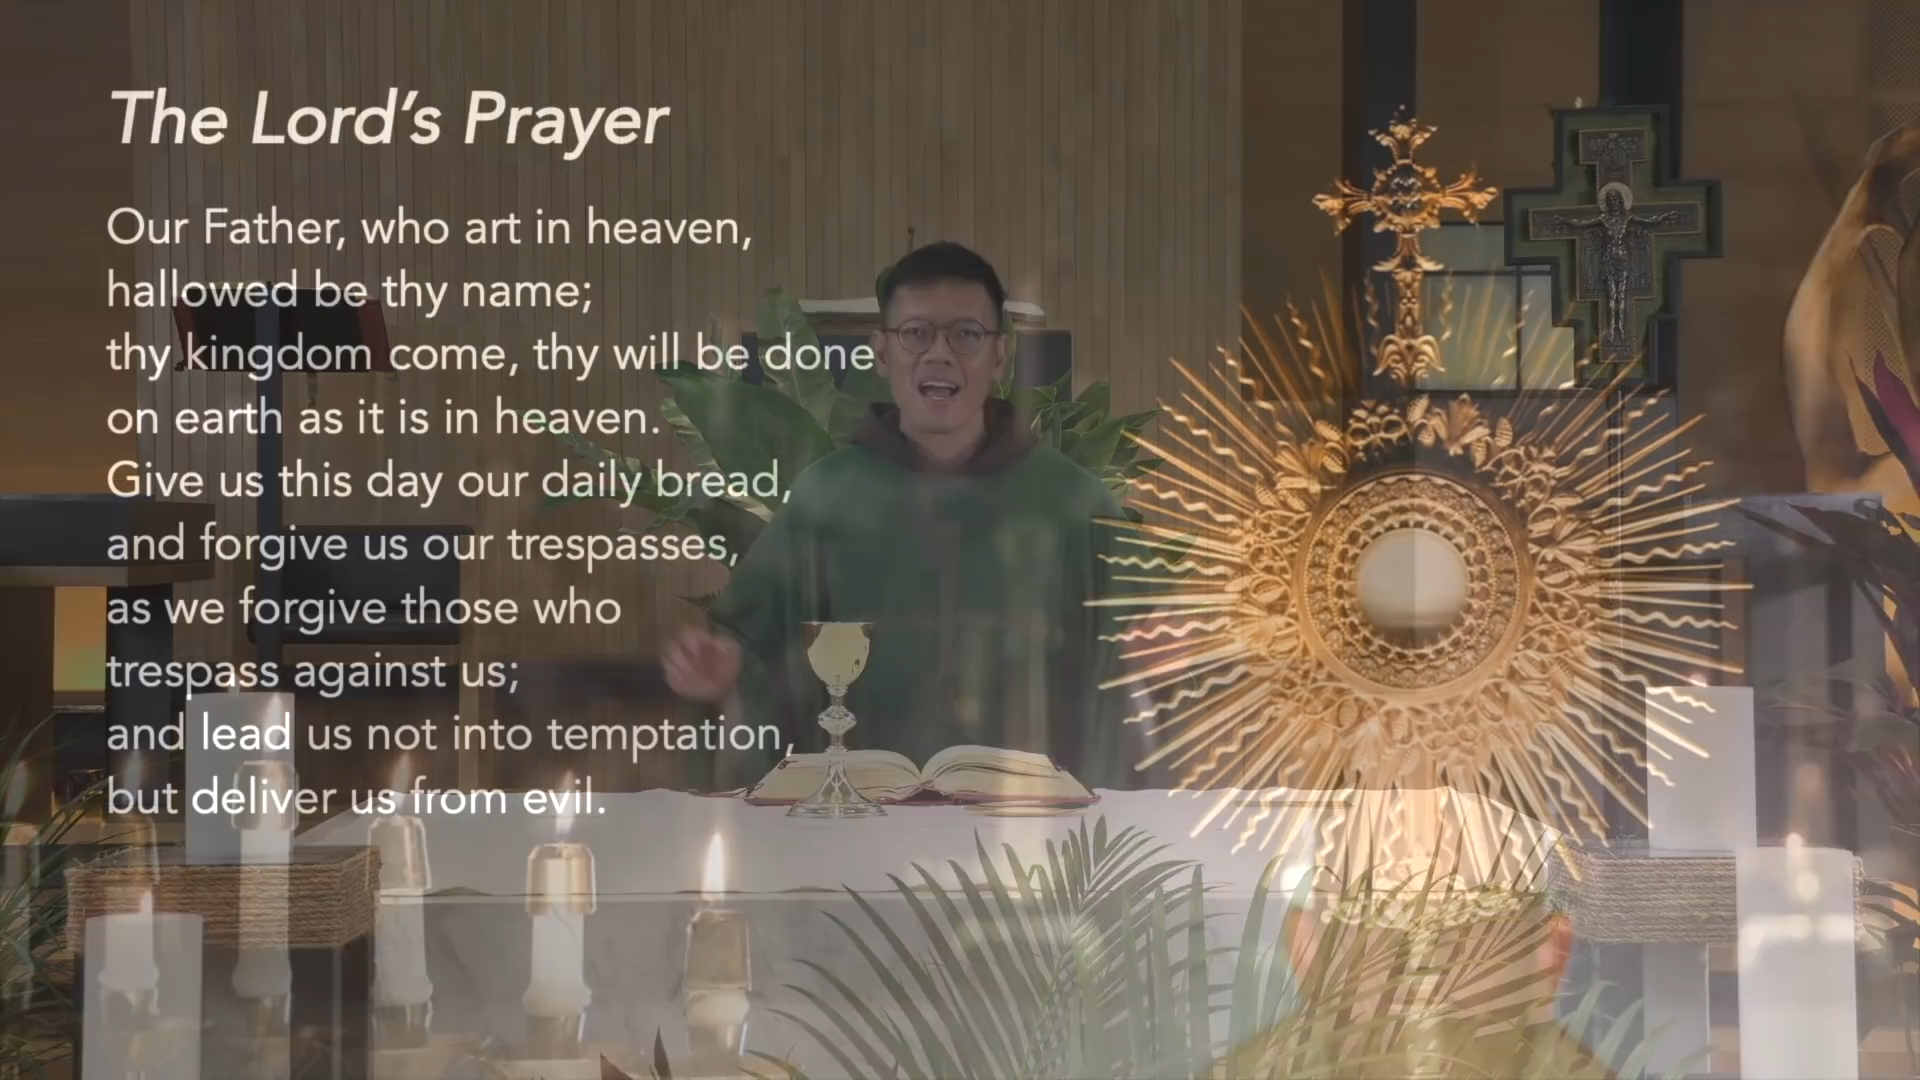 The Lord's Prayer
Our Father, who art in heaven,
hallowed be thy name;
thy kingdom come, thy will be done
on earth as it is in heaven.
Give us this day our daily bread,
and forgive us our trespasses,
as we forgive those who
trespass against us;
and lead us not into temptation,
but deliver us from evil.